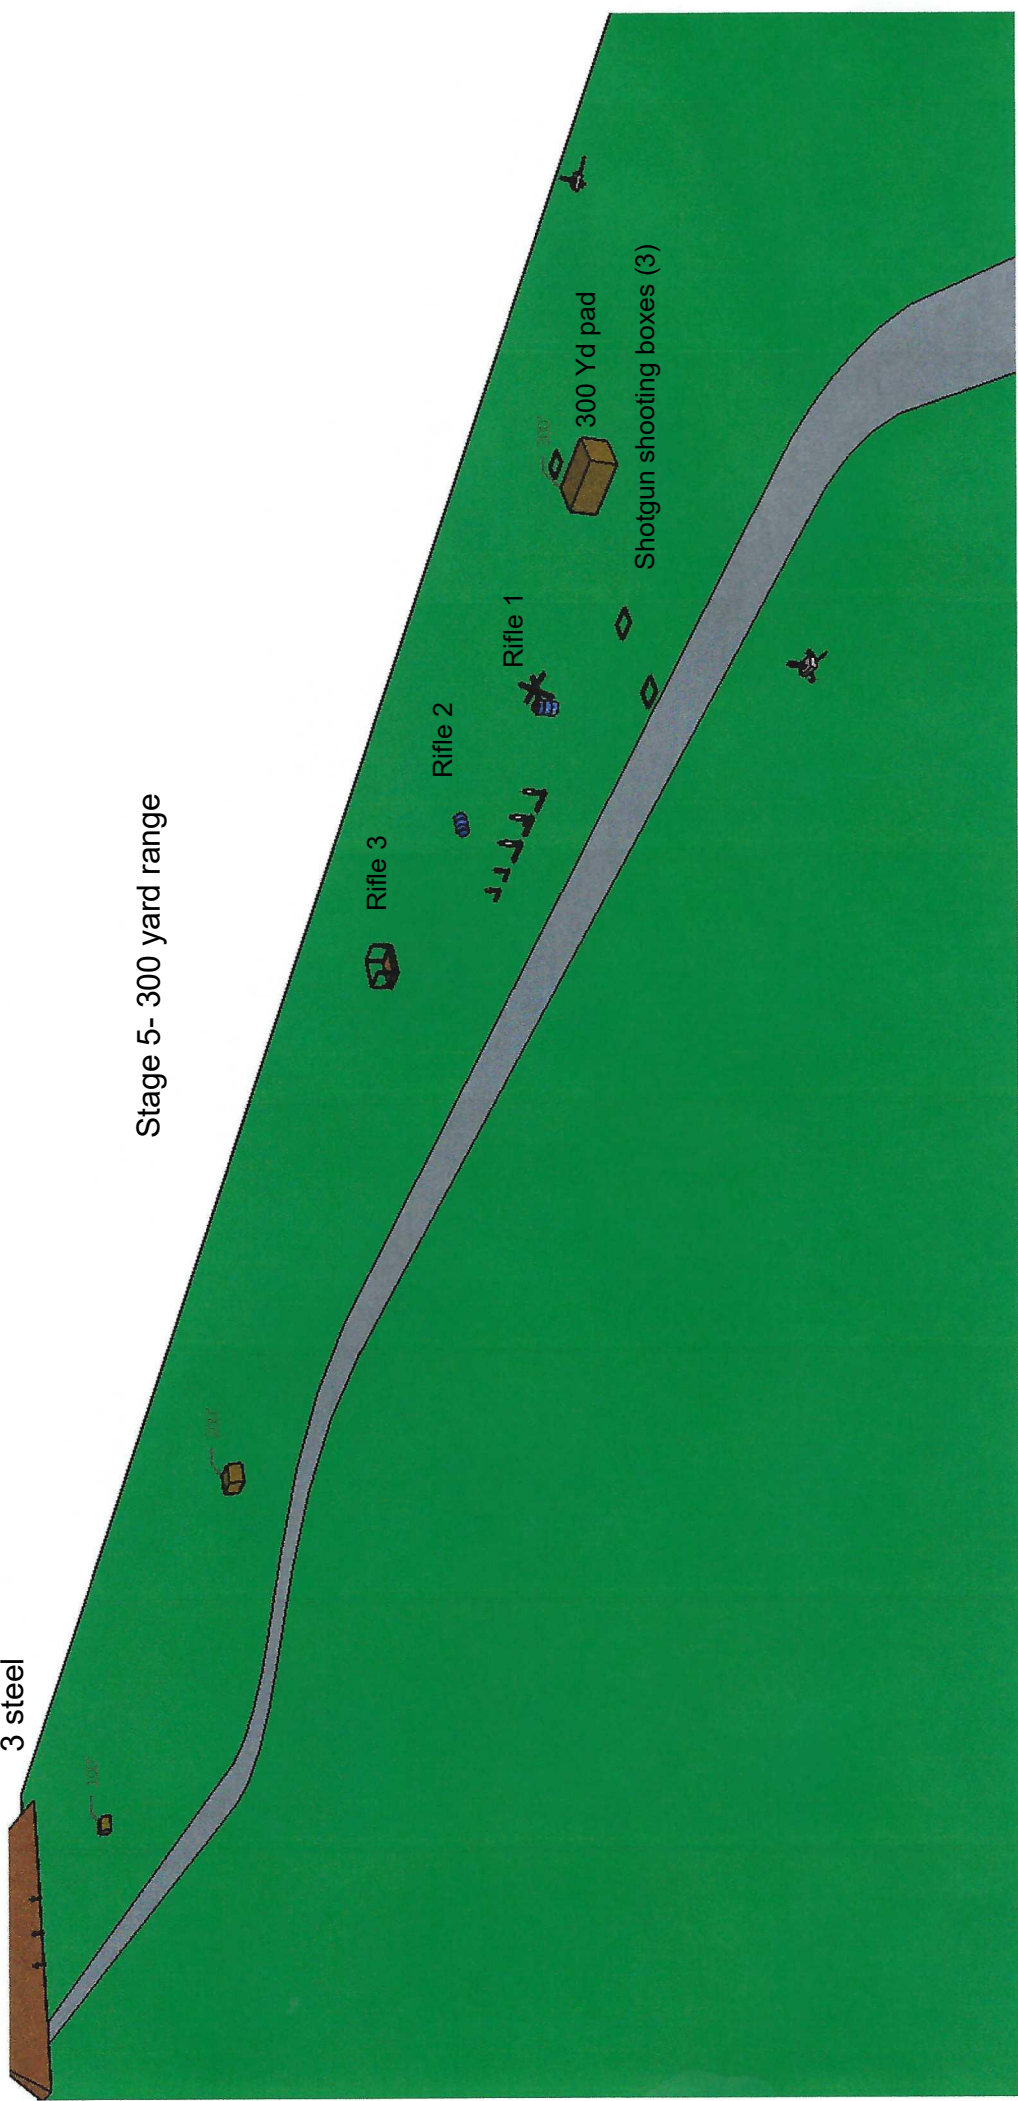 Stage 5- 300 yard range
3 steel
Rifle 3
Rifle 2
Rifle 1
300 Yd pad
Shotgun shooting boxes (3)